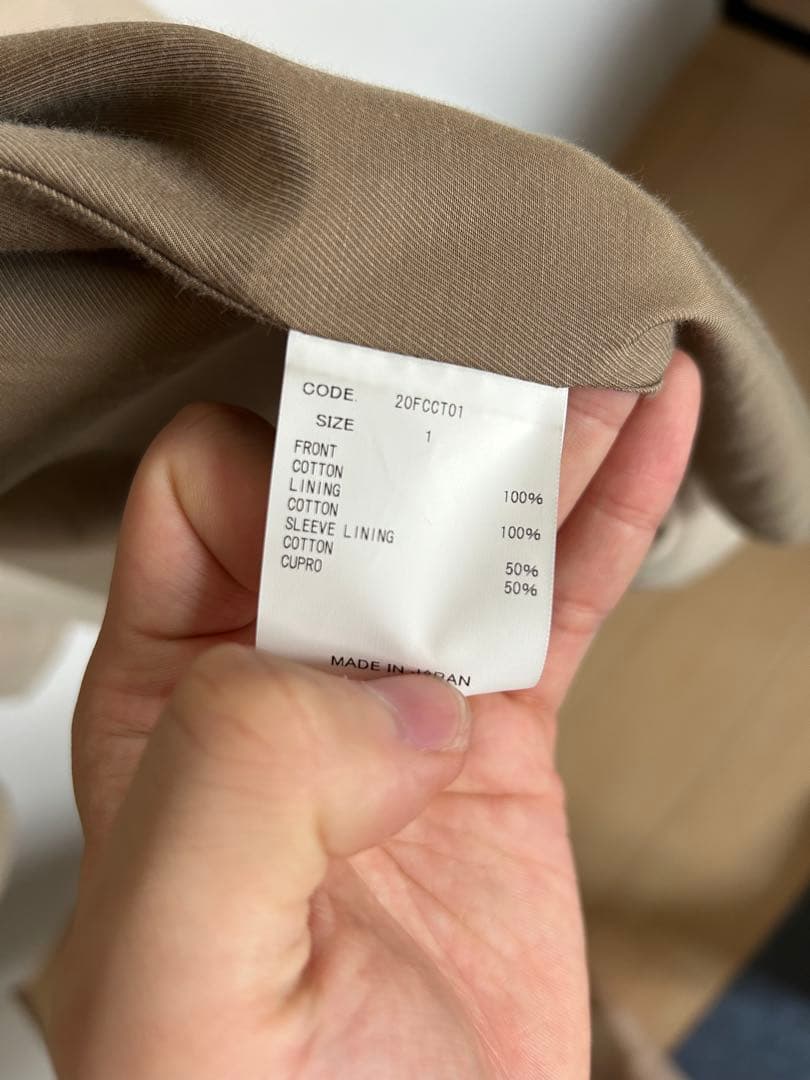 CODE. 20FCCT01
SIZE 1
FRONT
COTTON 100%
LINING
COTTON 100%
SLEEVE LINING
COTTON 50%
CUPRO 50%
MADE IN JAPAN